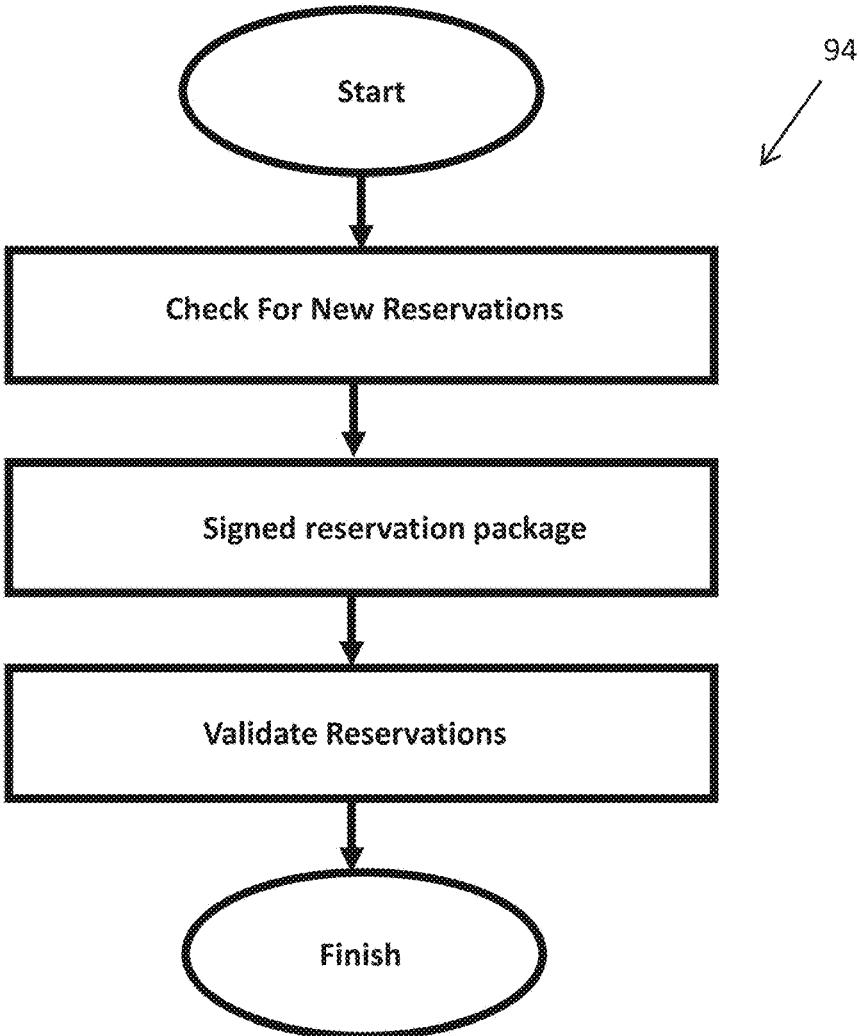 Start
94
Check For New Reservations
Signed reservation package
Validate Reservations
Finish